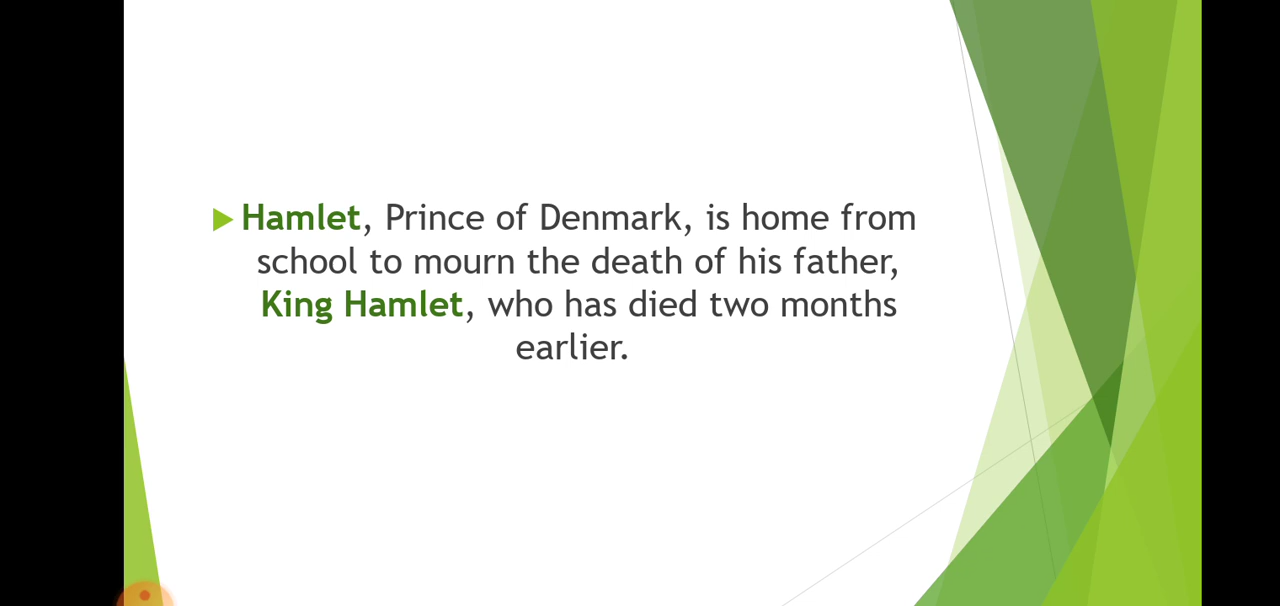 Hamlet, Prince of Denmark, is home from
school to mourn the death of his father,
King Hamlet, who has died two months
earlier.